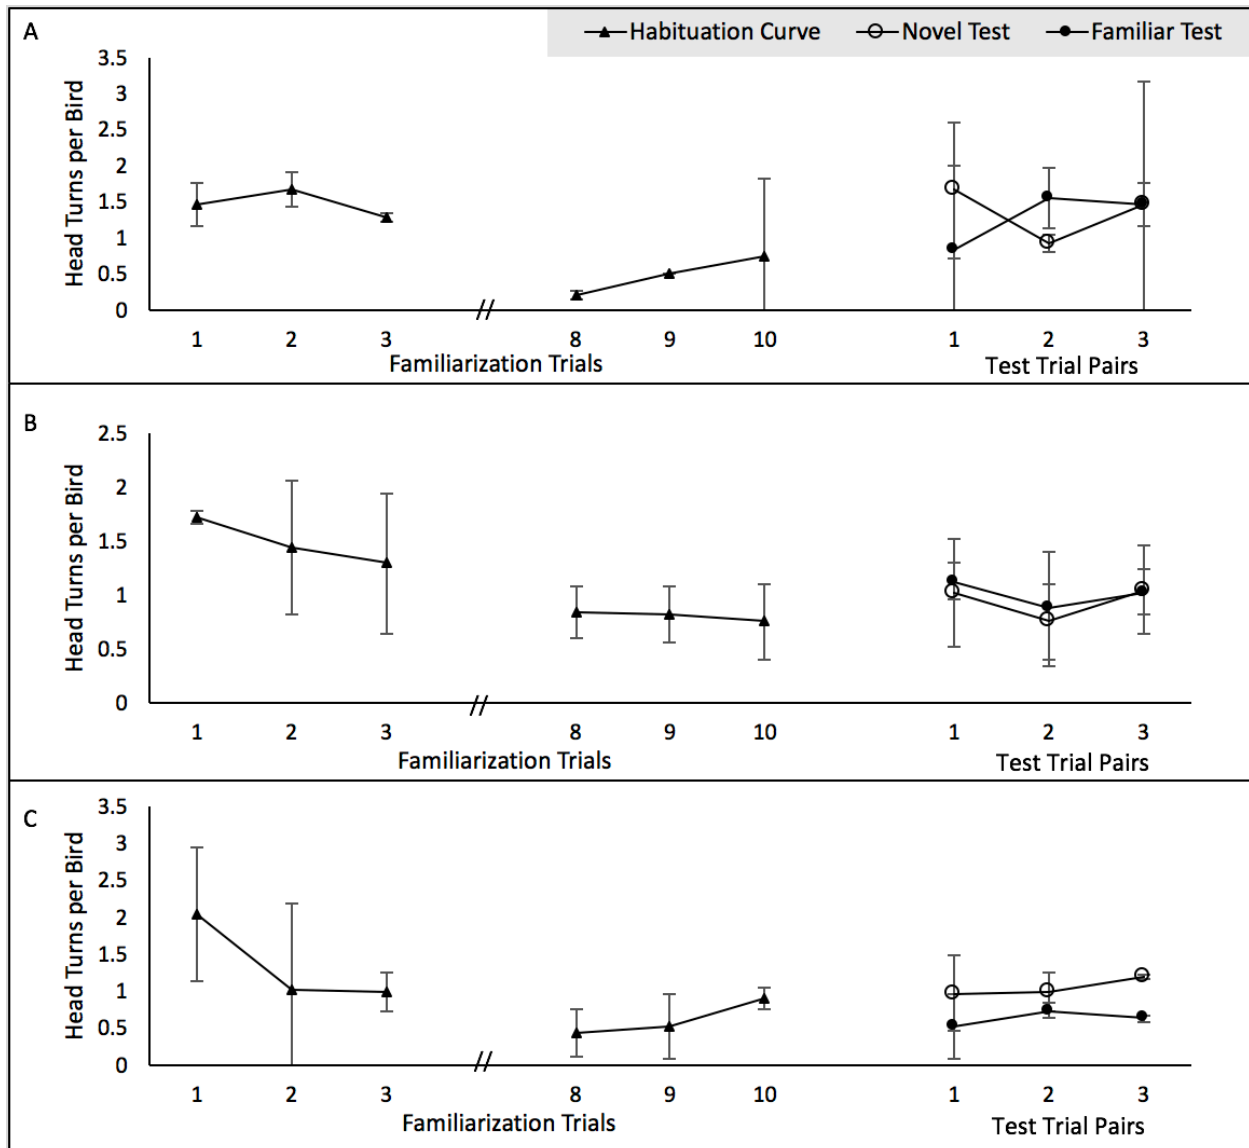 A
Habituation Curve Novel Test Familiar Test
Head Turns per Bird
3.5
3
2.5
2
1.5
1
0.5
0
1 2 3 // 8 9 10 1 2 3
Familiarization Trials Test Trial Pairs
B
Head Turns per Bird
2.5
2
1.5
1
0.5
0
1 2 3 // 8 9 10 1 2 3
Familiarization Trials Test Trial Pairs
C
Head Turns per Bird
3.5
3
2.5
2
1.5
1
0.5
0
1 2 3 // 8 9 10 1 2 3
Familiarization Trials Test Trial Pairs